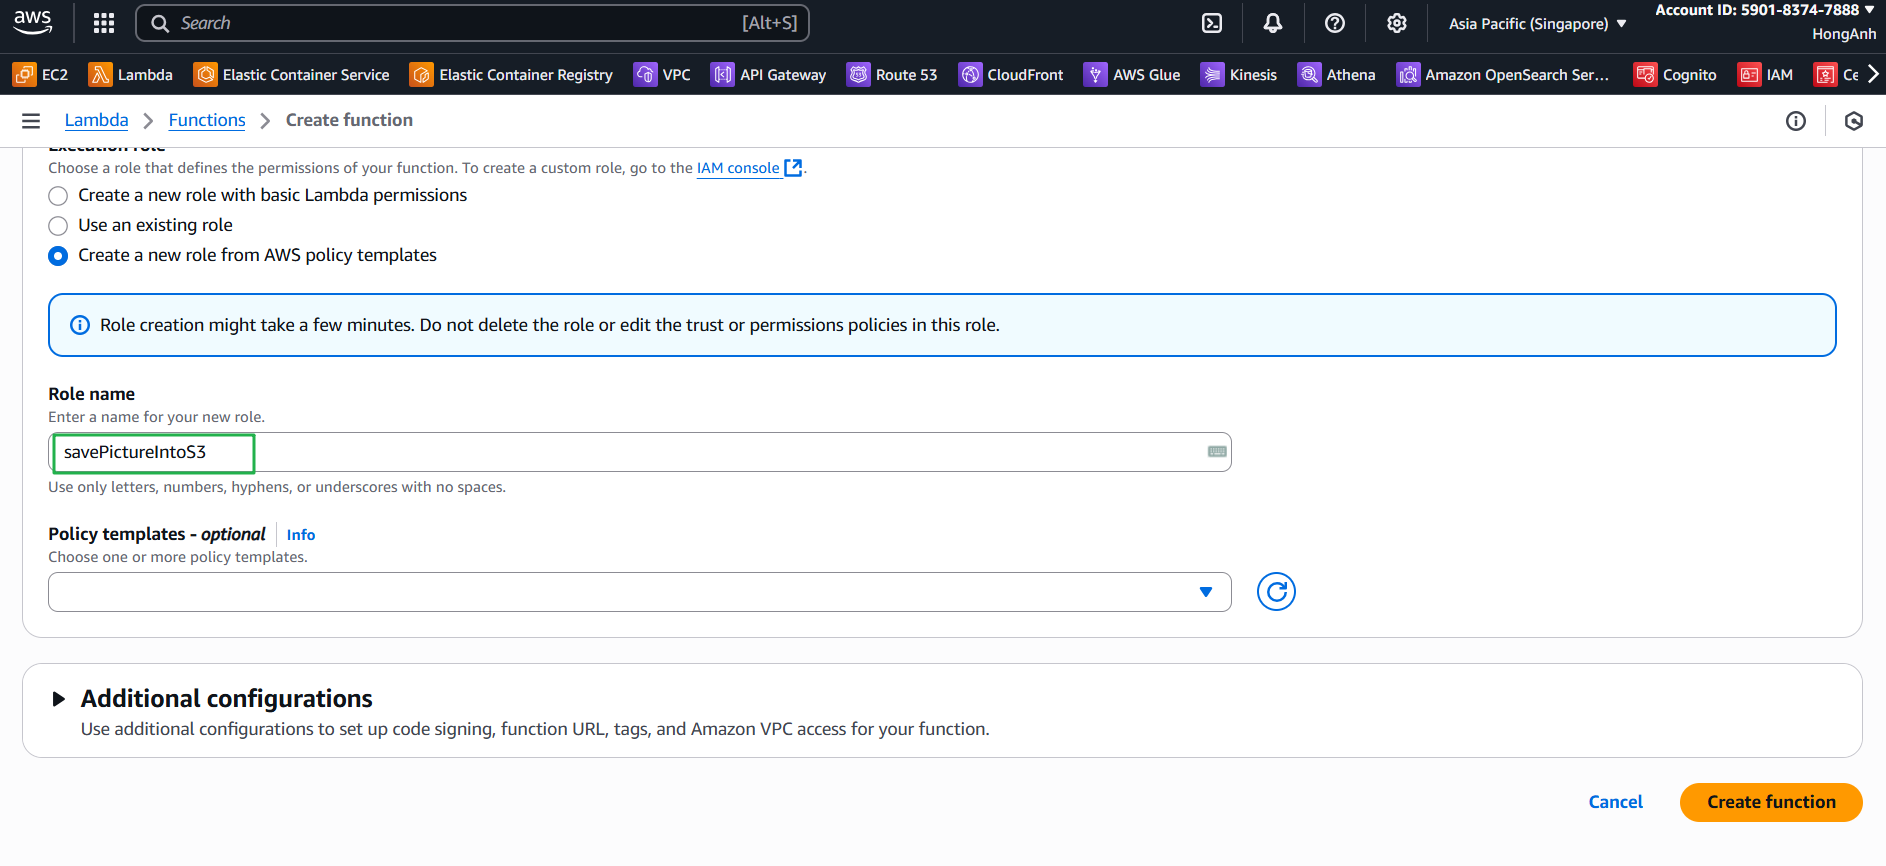 aws
Search [Alt+S]
Asia Pacific (Singapore)
Account ID: 5901-8374-7888
HongAnh
EC2 Lambda Elastic Container Service Elastic Container Registry VPC API Gateway Route 53 CloudFront AWS Glue Kinesis Athena Amazon OpenSearch Ser... Cognito IAM Ce
Lambda Functions Create function
Execution role
Choose a role that defines the permissions of your function. To create a custom role, go to the IAM console.
Create a new role with basic Lambda permissions
Use an existing role
Create a new role from AWS policy templates
Role creation might take a few minutes. Do not delete the role or edit the trust or permissions policies in this role.
Role name
Enter a name for your new role.
savePictureIntoS3
Use only letters, numbers, hyphens, or underscores with no spaces.
Policy templates - optional Info
Choose one or more policy templates.
Additional configurations
Use additional configurations to set up code signing, function URL, tags, and Amazon VPC access for your function.
Cancel Create function